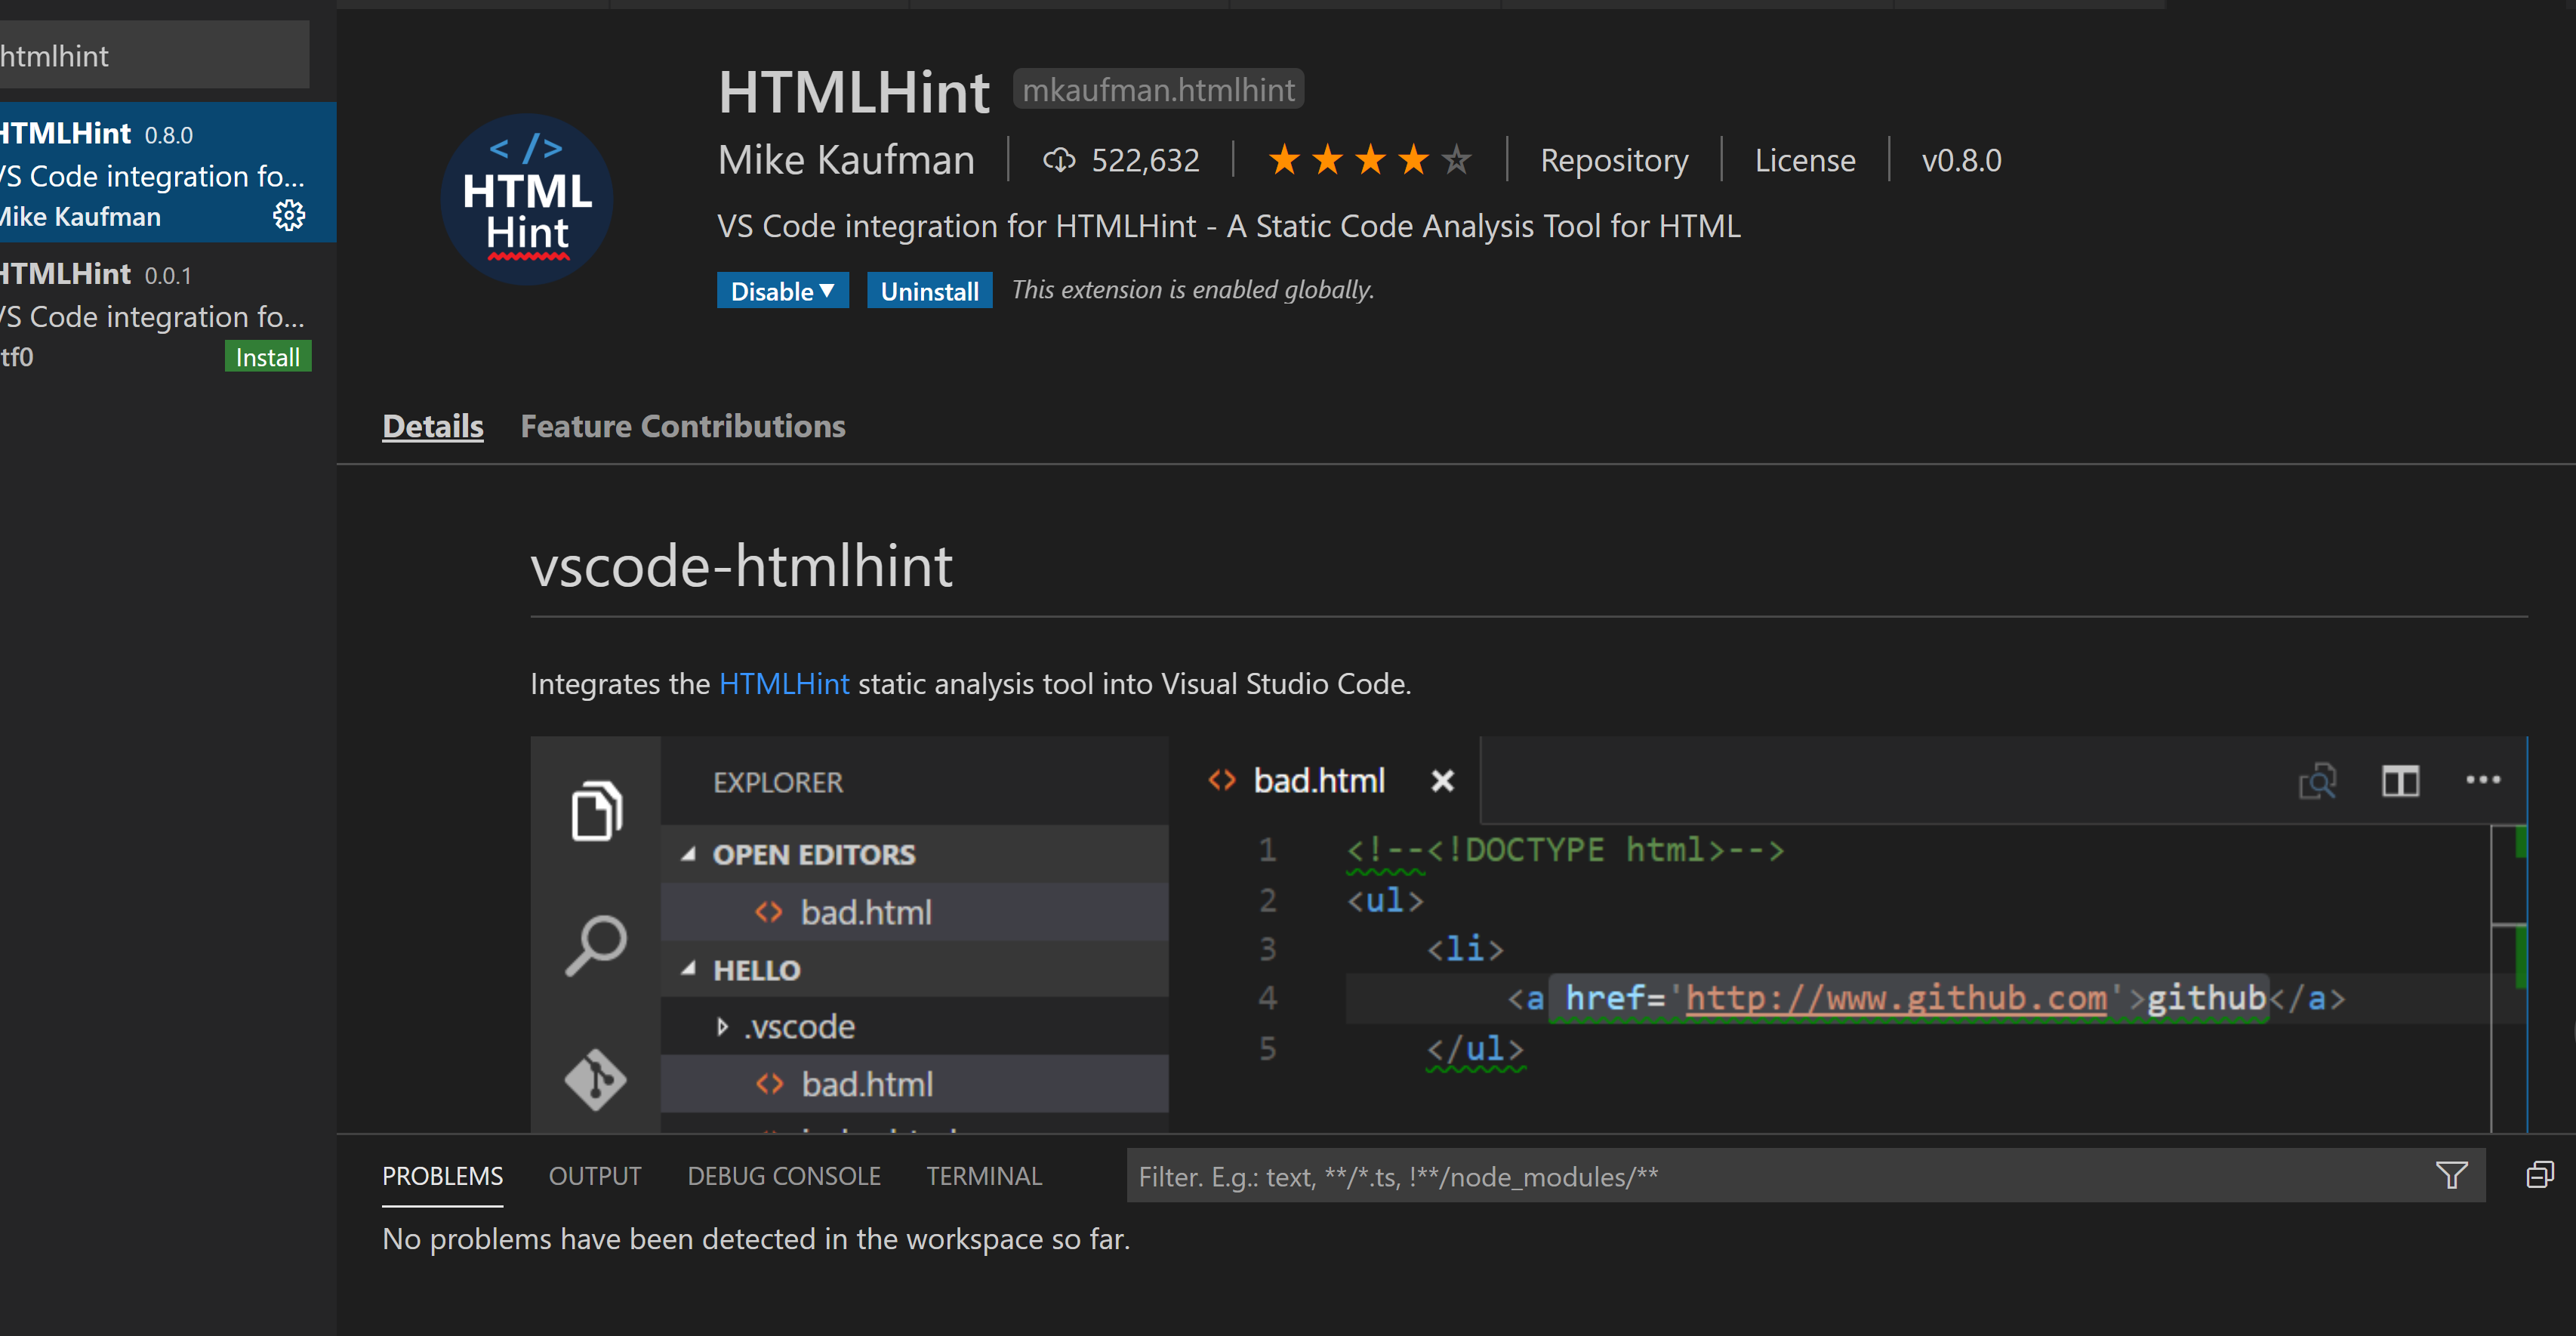 htmlhint
HTMLHint 0.8.0
VS Code integration fo...
Mike Kaufman
HTMLHint 0.0.1
VS Code integration fo...
tf0
Install
</>
HTML
Hint
HTMLHint mkaufman.htmlhint
Mike Kaufman 522,632 Repository License v0.8.0
VS Code integration for HTMLHint - A Static Code Analysis Tool for HTML
Disable Uninstall This extension is enabled globally.
Details Feature Contributions
vscode-htmlhint
Integrates the HTMLHint static analysis tool into Visual Studio Code.
EXPLORER
OPEN EDITORS
bad.html
HELLO
.vscode
bad.html
bad.html
1 <!--<!DOCTYPE html>-->
2 <ul>
3 <li>
4 <a href='http://www.github.com'>github</a>
5 </ul>
PROBLEMS OUTPUT DEBUG CONSOLE TERMINAL Filter. E.g.: text, **/*.ts, !**/node_modules/**
No problems have been detected in the workspace so far.